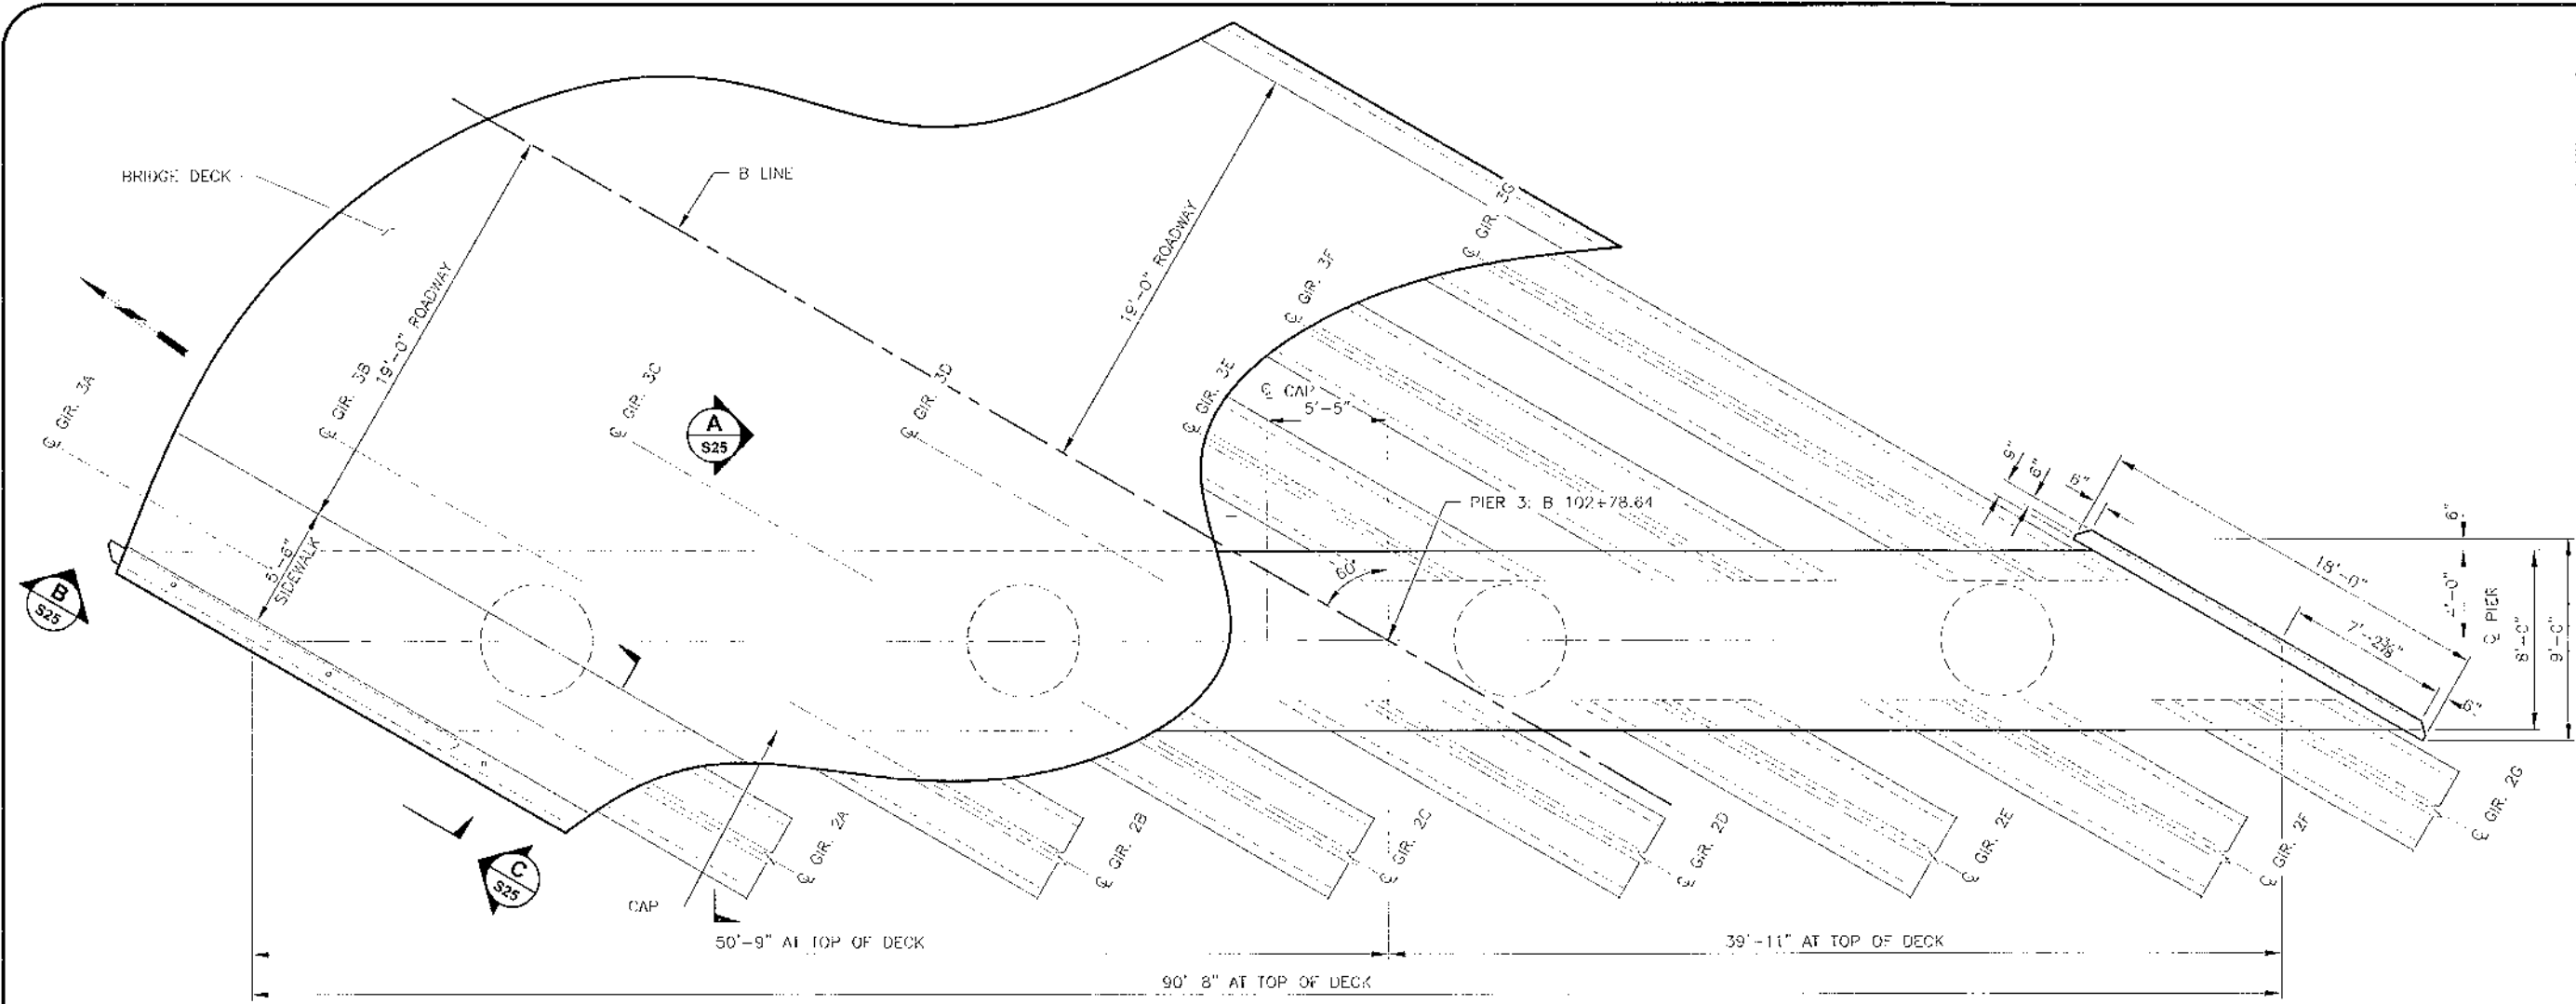 BRIDGE DECK
B LINE
19'-0" ROADWAY
19'-0" ROADWAY
5'-6"
SIDEWALK
℄ GIR. 3A
℄ GIR. 3B
℄ GIR. 3C
℄ GIR. 3D
℄ GIR. 3E
℄ GIR. 3F
℄ GIR. 3G
A
S25
B
S25
C
S25
℄ CAP
5'-5"
PIER 3: B 102+78.64
60°
9"
6"
6"
18'-0"
7'-2⅜"
6"
6"
℄ PIER
8'-0"
9'-0"
CAP
℄ GIR. 2A
℄ GIR. 2B
℄ GIR. 2C
℄ GIR. 2D
℄ GIR. 2E
℄ GIR. 2F
℄ GIR. 2G
50'-9" AT TOP OF DECK
39'-11" AT TOP OF DECK
90' 8" AT TOP OF DECK